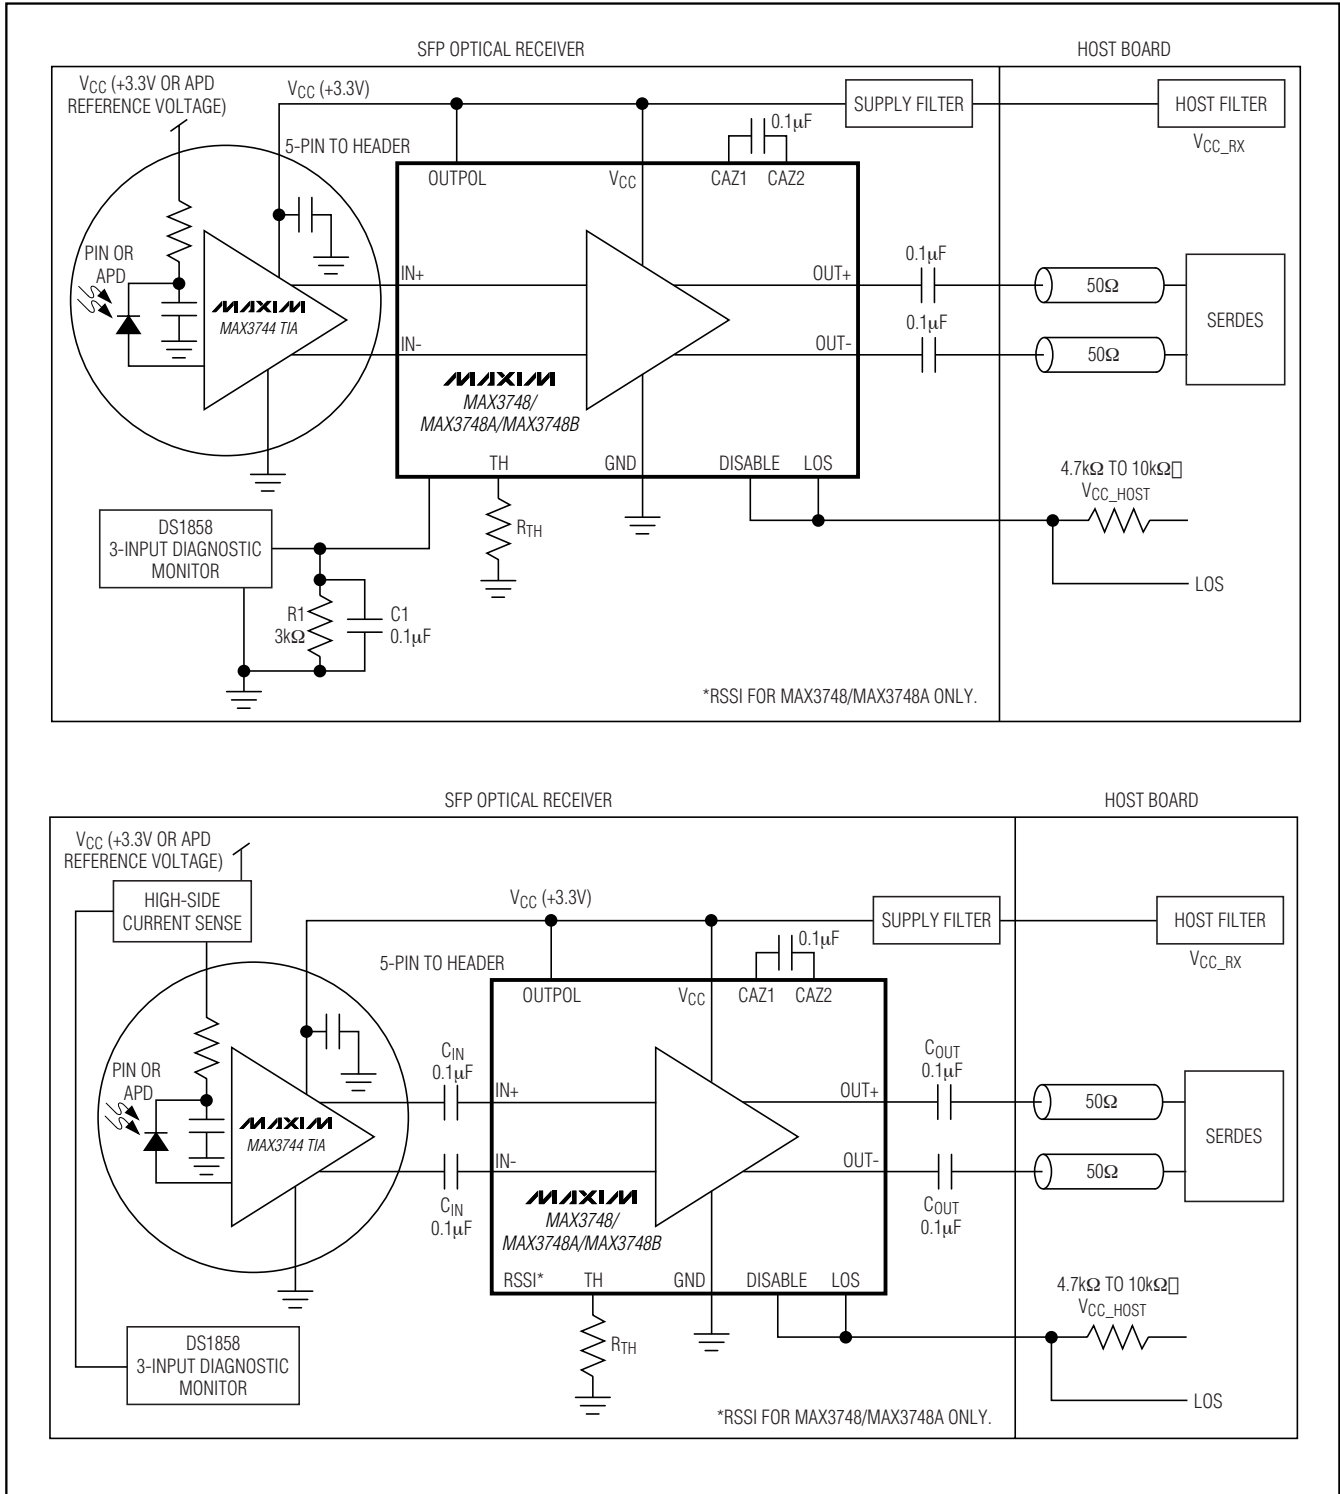 SFP OPTICAL RECEIVER
HOST BOARD
VCC (+3.3V OR APD
REFERENCE VOLTAGE)
VCC (+3.3V)
SUPPLY FILTER
HOST FILTER
VCC_RX
0.1μF
5-PIN TO HEADER
OUTPOL
VCC
CAZ1
CAZ2
PIN OR
APD
MAXIM
MAX3744 TIA
IN+
IN-
OUT+
OUT-
0.1μF
0.1μF
50Ω
50Ω
SERDES
MAXIM
MAX3748/
MAX3748A/MAX3748B
TH
GND
DISABLE
LOS
4.7kΩ TO 10kΩ▯
VCC_HOST
RTH
LOS
DS1858
3-INPUT DIAGNOSTIC
MONITOR
R1
3kΩ
C1
0.1μF
*RSSI FOR MAX3748/MAX3748A ONLY.
SFP OPTICAL RECEIVER
HOST BOARD
VCC (+3.3V OR APD
REFERENCE VOLTAGE)
HIGH-SIDE
CURRENT SENSE
VCC (+3.3V)
SUPPLY FILTER
HOST FILTER
VCC_RX
0.1μF
5-PIN TO HEADER
OUTPOL
VCC
CAZ1
CAZ2
PIN OR
APD
MAXIM
MAX3744 TIA
CIN
0.1μF
CIN
0.1μF
IN+
IN-
OUT+
OUT-
COUT
0.1μF
COUT
0.1μF
50Ω
50Ω
SERDES
MAXIM
MAX3748/
MAX3748A/MAX3748B
RSSI*
TH
GND
DISABLE
LOS
4.7kΩ TO 10kΩ▯
VCC_HOST
RTH
LOS
DS1858
3-INPUT DIAGNOSTIC
MONITOR
*RSSI FOR MAX3748/MAX3748A ONLY.